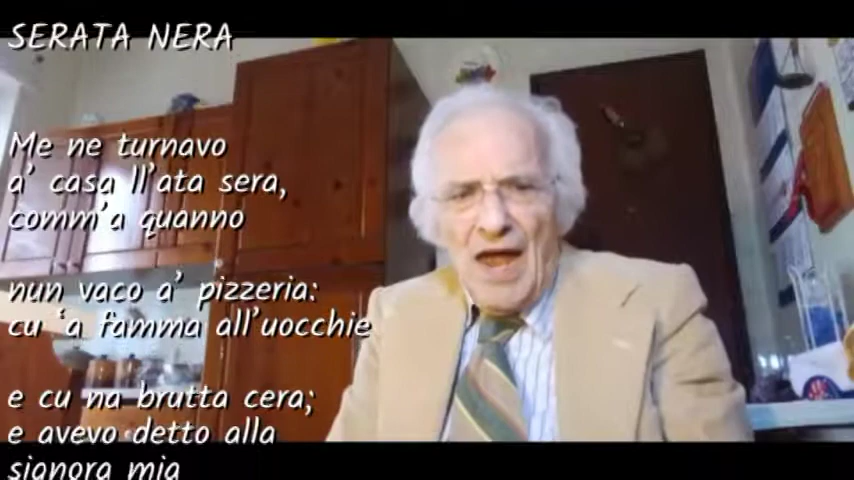 SERATA NERA
Me ne turnavo
a' casa ll'ata sera,
comm'a quanno
nun vaco a' pizzeria:
cu 'a famma all'uocchie
e cu na brutta cera;
e avevo detto alla
signora mia